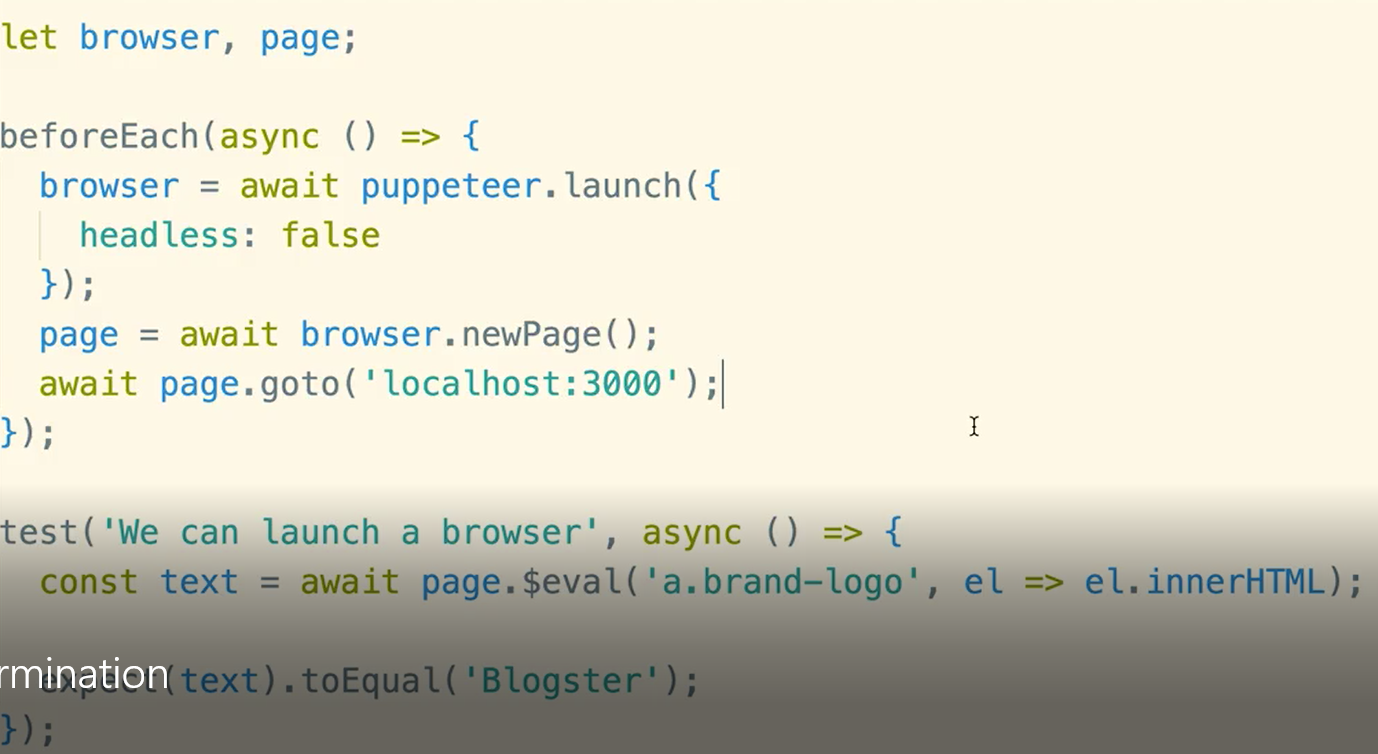 let browser, page;
beforeEach(async () => {
  browser = await puppeteer.launch({
    headless: false
  });
  page = await browser.newPage();
  await page.goto('localhost:3000');
});
test('We can launch a browser', async () => {
  const text = await page.$eval('a.brand-logo', el => el.innerHTML);
rmination
  expect(text).toEqual('Blogster');
});